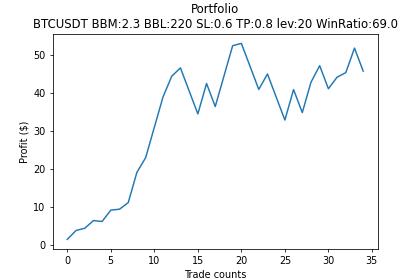 Portfolio
BTCUSDT BBM:2.3 BBL:220 SL:0.6 TP:0.8 lev:20 WinRatio:69.0
50
40
30
20
10
0
Profit ($)
0 5 10 15 20 25 30 35
Trade counts